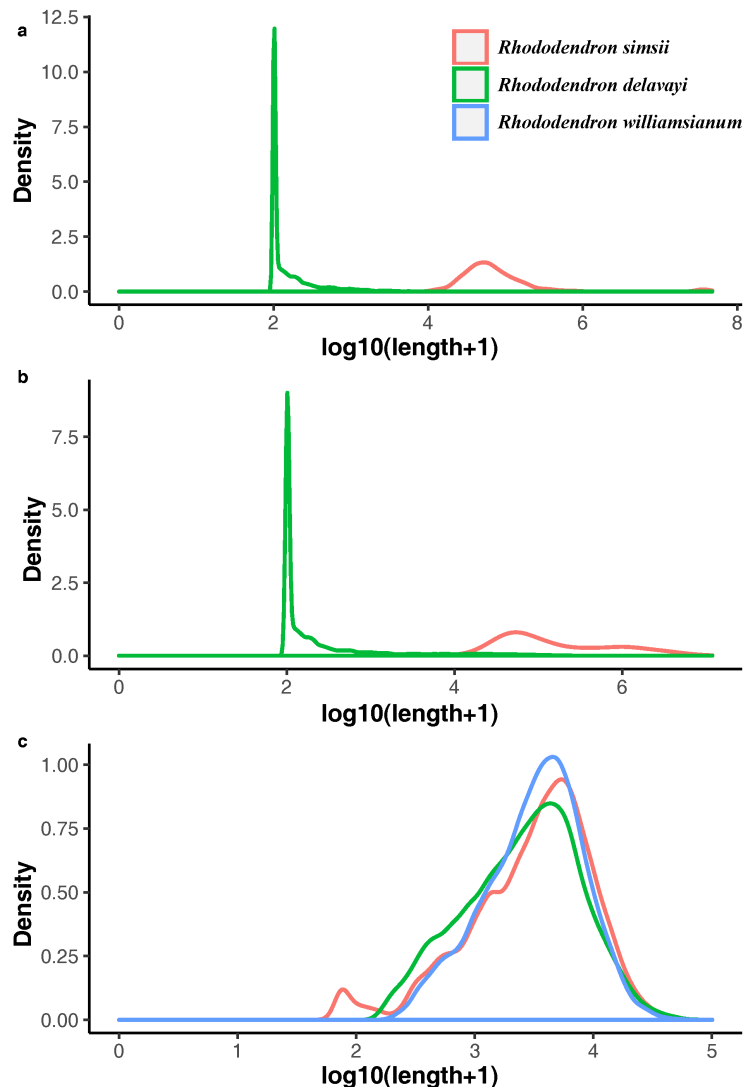 a
12.5
10.0
7.5
5.0
2.5
0.0
Density
Rhododendron simsii
Rhododendron delavayi
Rhododendron williamsianum
0 2 4 6 8
log10(length+1)
b
7.5
5.0
2.5
0.0
Density
0 2 4 6
log10(length+1)
c
1.00
0.75
0.50
0.25
0.00
Density
0 1 2 3 4 5
log10(length+1)